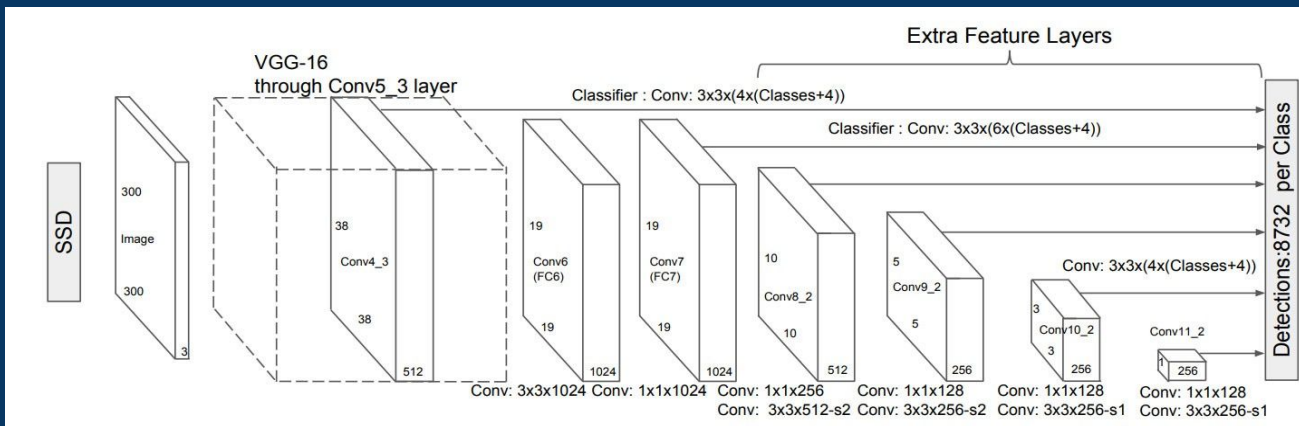 Extra Feature Layers
VGG-16
through Conv5_3 layer
Classifier : Conv: 3x3x(4x(Classes+4))
Classifier : Conv: 3x3x(6x(Classes+4))
SSD
300
Image
300
3
38
Conv4_3
38
512
19
Conv6
(FC6)
19
1024
19
Conv7
(FC7)
19
1024
10
Conv8_2
10
512
5
Conv9_2
5
256
Conv: 3x3x(4x(Classes+4))
3
Conv10_2
3
256
Conv11_2
1
256
Detections:8732 per Class
Conv: 3x3x1024
Conv: 1x1x1024
Conv: 1x1x256
Conv: 3x3x512-s2
Conv: 1x1x128
Conv: 3x3x256-s2
Conv: 1x1x128
Conv: 3x3x256-s1
Conv: 1x1x128
Conv: 3x3x256-s1